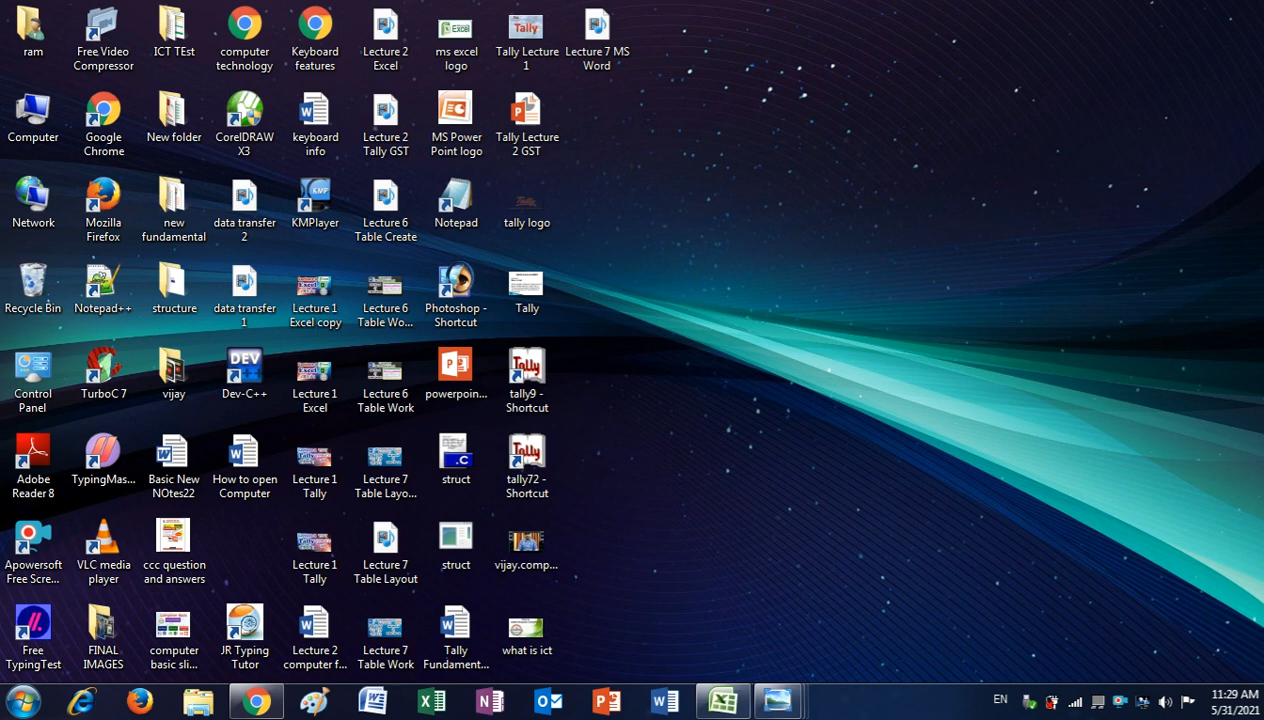 ram
Free Video
Compressor
ICT TEst
computer
technology
Keyboard
features
Lecture 2
Excel
ms excel
logo
Tally Lecture
1
Lecture 7 MS
Word
Computer
Google
Chrome
New folder
CorelDRAW
X3
keyboard
info
Lecture 2
Tally GST
MS Power
Point logo
Tally Lecture
2 GST
Network
Mozilla
Firefox
new
fundamental
data transfer
2
KMPlayer
Lecture 6
Table Create
Notepad
tally logo
Recycle Bin
Notepad++
structure
data transfer
1
Lecture 1
Excel copy
Lecture 6
Table Wo...
Photoshop -
Shortcut
Tally
Control
Panel
TurboC 7
vijay
Dev-C++
Lecture 1
Excel
Lecture 6
Table Work
powerpoin...
tally9 -
Shortcut
Adobe
Reader 8
TypingMas...
Basic New
NOtes22
How to open
Computer
Lecture 1
Tally
Lecture 7
Table Layo...
struct
tally72 -
Shortcut
Apowersoft
Free Scre...
VLC media
player
ccc question
and answers
Lecture 1
Tally
Lecture 7
Table Layout
struct
vijay.comp...
Free
TypingTest
FINAL
IMAGES
computer
basic sli...
JR Typing
Tutor
Lecture 2
computer f...
Lecture 7
Table Work
Tally
Fundament...
what is ict
EN
11:29 AM
5/31/2021